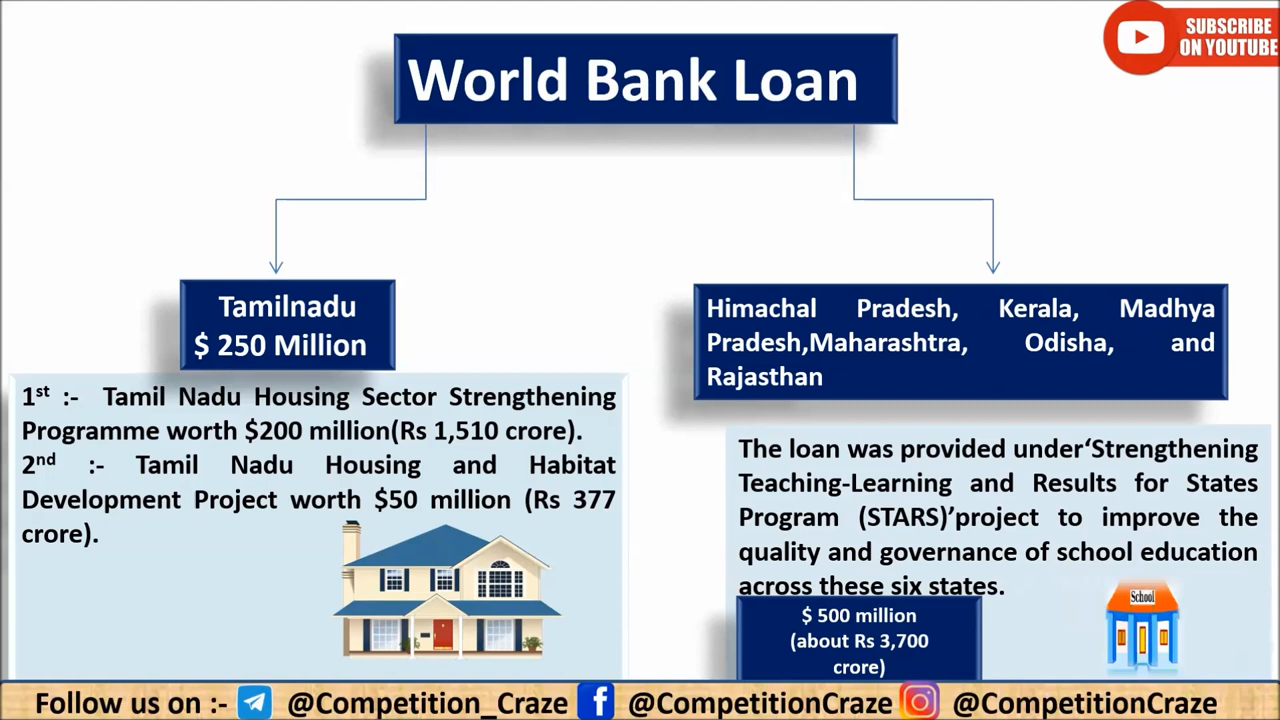 SUBSCRIBE
ON YOUTUBE
World Bank Loan
Tamilnadu
$ 250 Million
1st :- Tamil Nadu Housing Sector Strengthening
Programme worth $200 million(Rs 1,510 crore).
2nd :- Tamil Nadu Housing and Habitat
Development Project worth $50 million (Rs 377
crore).
Himachal Pradesh, Kerala, Madhya
Pradesh,Maharashtra, Odisha, and
Rajasthan
The loan was provided under‘Strengthening
Teaching-Learning and Results for States
Program (STARS)’project to improve the
quality and governance of school education
across these six states.
$ 500 million
(about Rs 3,700
crore)
School
Follow us on :- @Competition_Craze @CompetitionCraze @CompetitionCraze